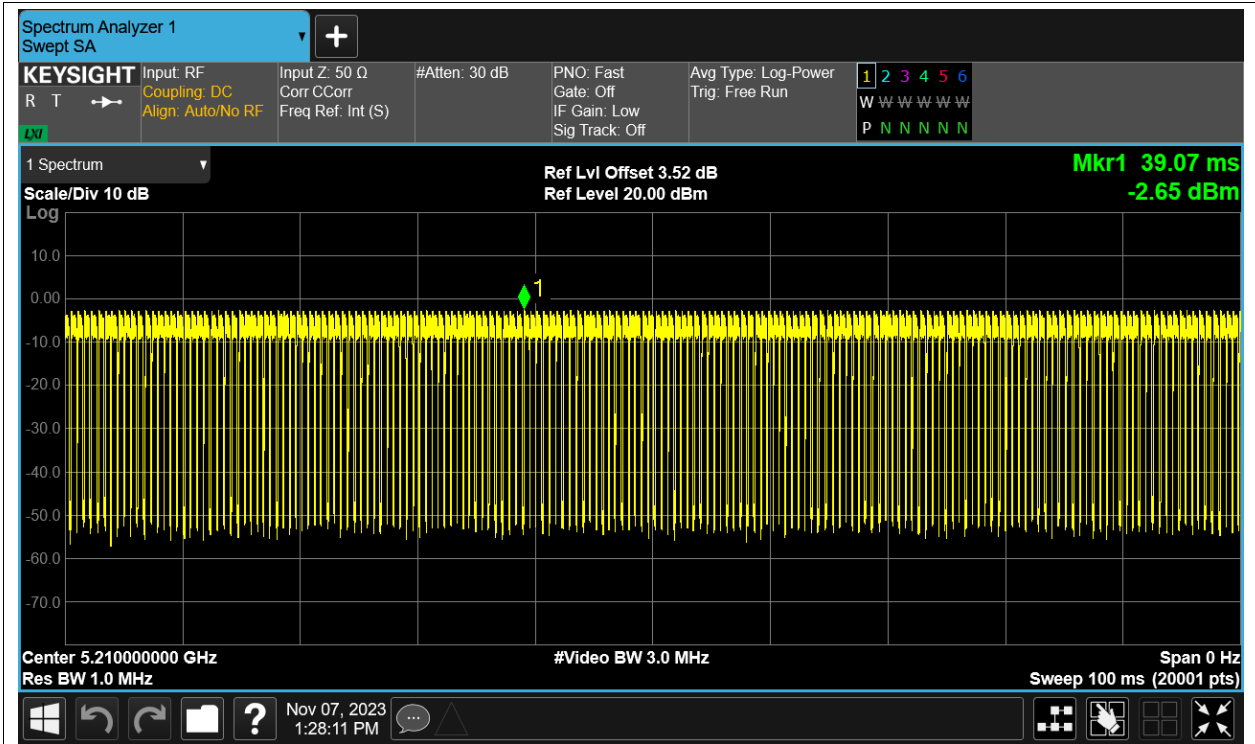 Spectrum Analyzer 1
Swept SA
+
KEYSIGHT
R T
LXI
Input: RF
Coupling: DC
Align: Auto/No RF
Input Z: 50 Ω
Corr CCorr
Freq Ref: Int (S)
#Atten: 30 dB
PNO: Fast
Gate: Off
IF Gain: Low
Sig Track: Off
Avg Type: Log-Power
Trig: Free Run
1 2 3 4 5 6
W W W W W W
P N N N N N
1 Spectrum
Scale/Div 10 dB
Ref Lvl Offset 3.52 dB
Ref Level 20.00 dBm
Mkr1 39.07 ms
-2.65 dBm
Log
10.0
0.00
-10.0
-20.0
-30.0
-40.0
-50.0
-60.0
-70.0
1
Center 5.210000000 GHz
Res BW 1.0 MHz
#Video BW 3.0 MHz
Span 0 Hz
Sweep 100 ms (20001 pts)
?
Nov 07, 2023
1:28:11 PM